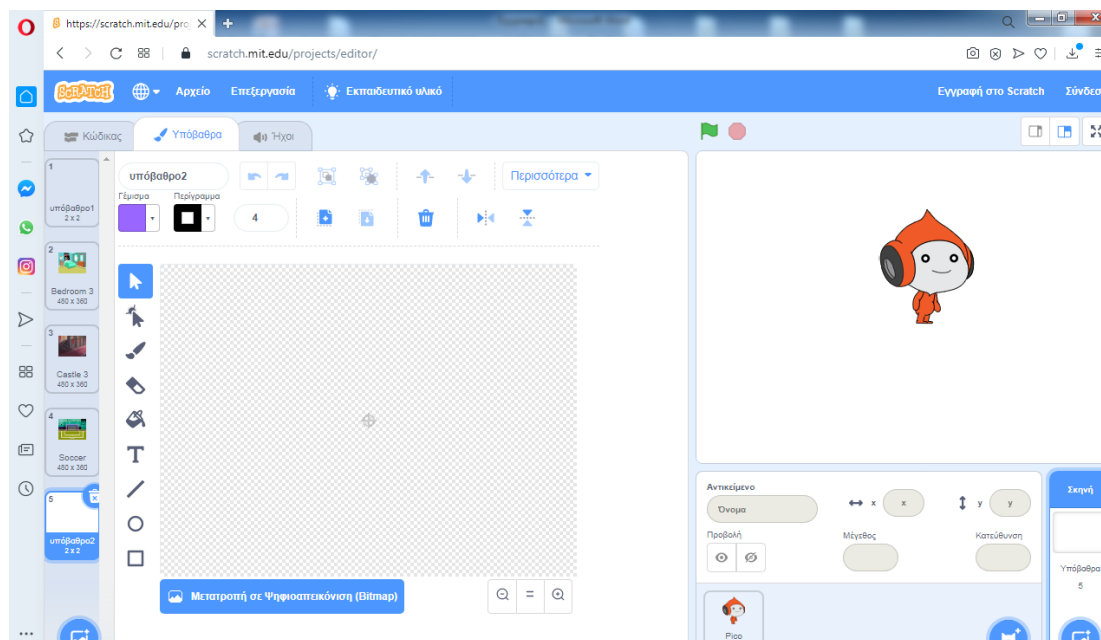 https://scratch.mit.edu/pro
scratch.mit.edu/projects/editor/
SCRATCH
Αρχείο
Επεξεργασία
Εκπαιδευτικό υλικό
Εγγραφή στο Scratch
Σύνδεσ
Κώδικας
Υπόβαθρα
Ήχοι
1
υπόβαθρο1
2 x 2
2
Bedroom 3
480 x 360
3
Castle 3
480 x 360
4
Soccer
480 x 360
5
υπόβαθρο2
2 x 2
υπόβαθρο2
Περισσότερα
Γέμισμα
Περίγραμμα
4
T
Μετατροπή σε Ψηφιοαπεικόνιση (Bitmap)
Αντικείμενο
Όνομα
x
x
y
y
Προβολή
Μέγεθος
Κατεύθυνση
Pico
Σκηνή
Υπόβαθρα
5